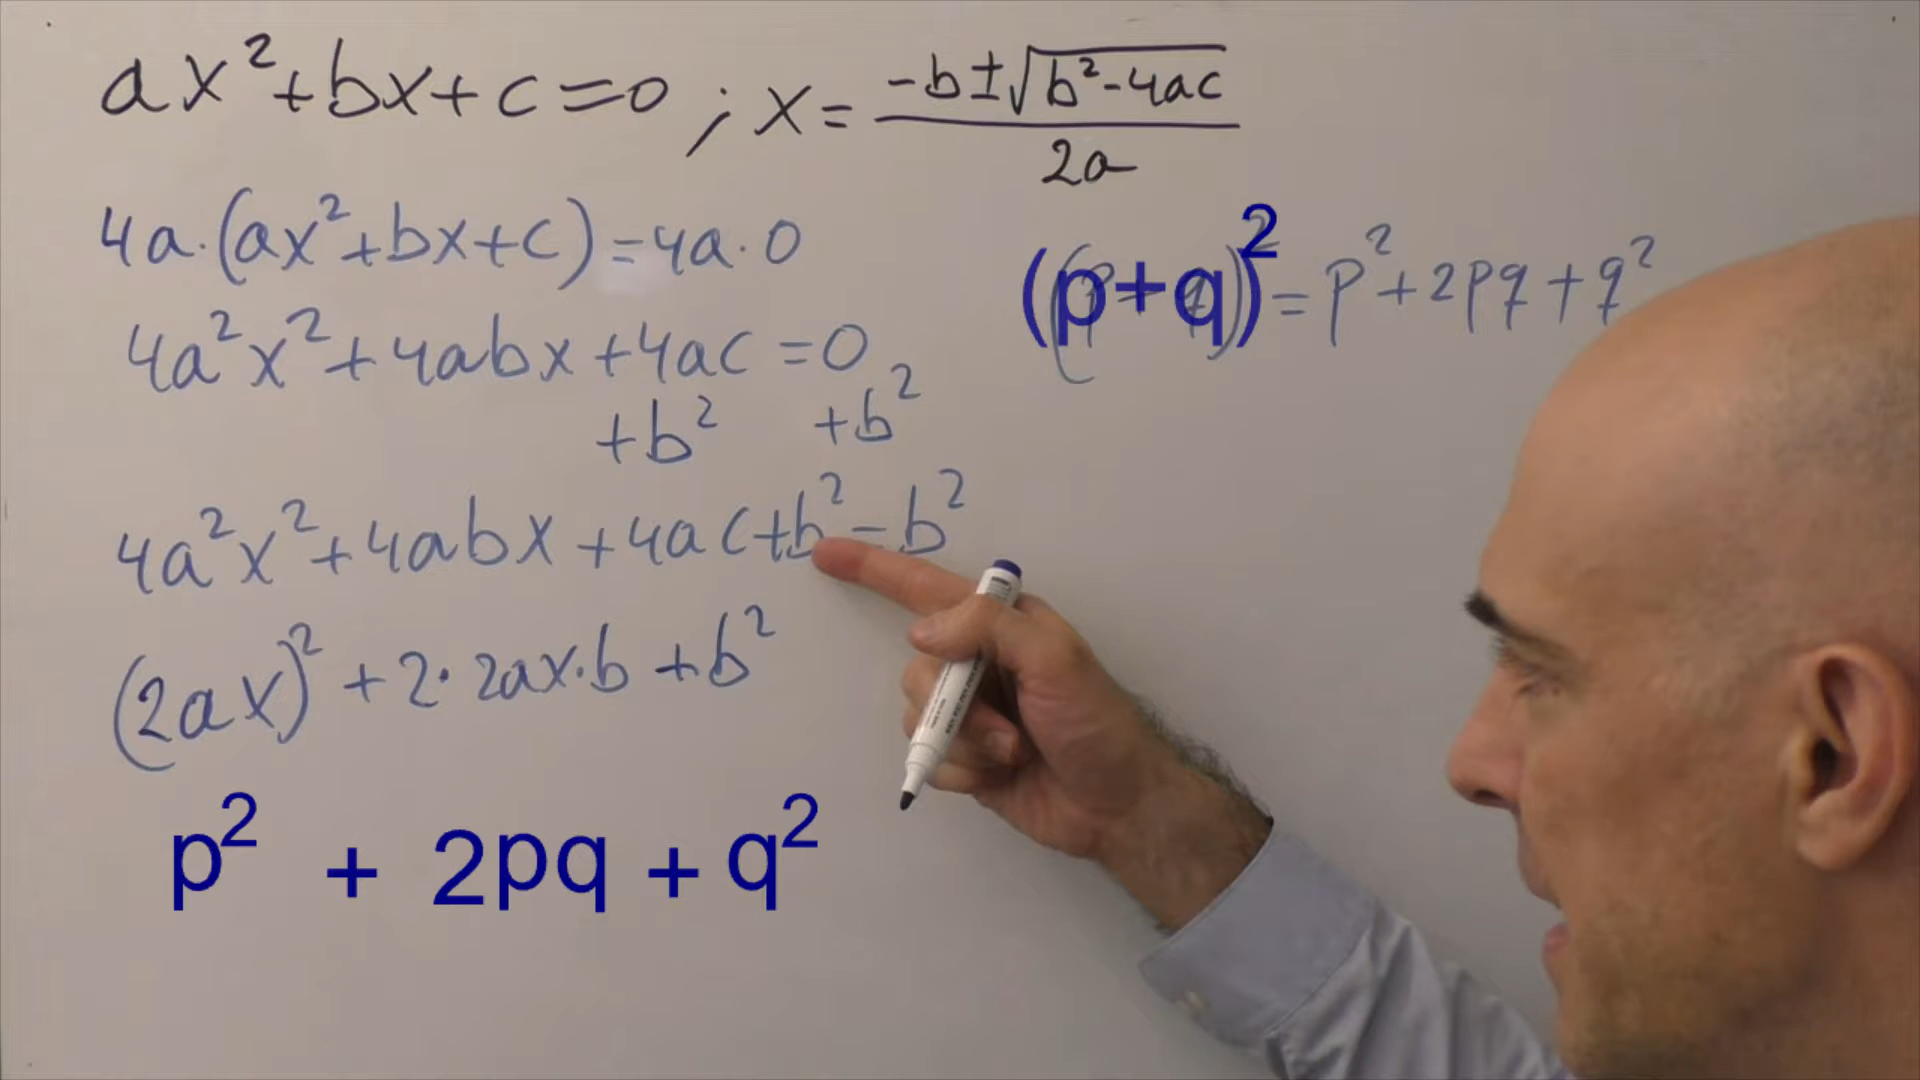 ax²+bx+c=0 ; x= (-b±√(b²-4ac))/(2a)
4a·(ax²+bx+c)=4a·0
(p+q)²=p²+2pq+q²
4a²x²+4abx+4ac=0
+b² +b²
4a²x²+4abx+4ac+b²=b²
(2ax)²+2·2ax·b+b²
p² + 2pq + q²